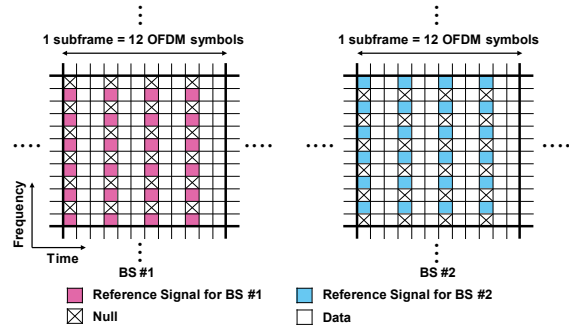 1 subframe = 12 OFDM symbols
1 subframe = 12 OFDM symbols
Frequency
Time
BS #1
BS #2
Reference Signal for BS #1
Reference Signal for BS #2
Null
Data